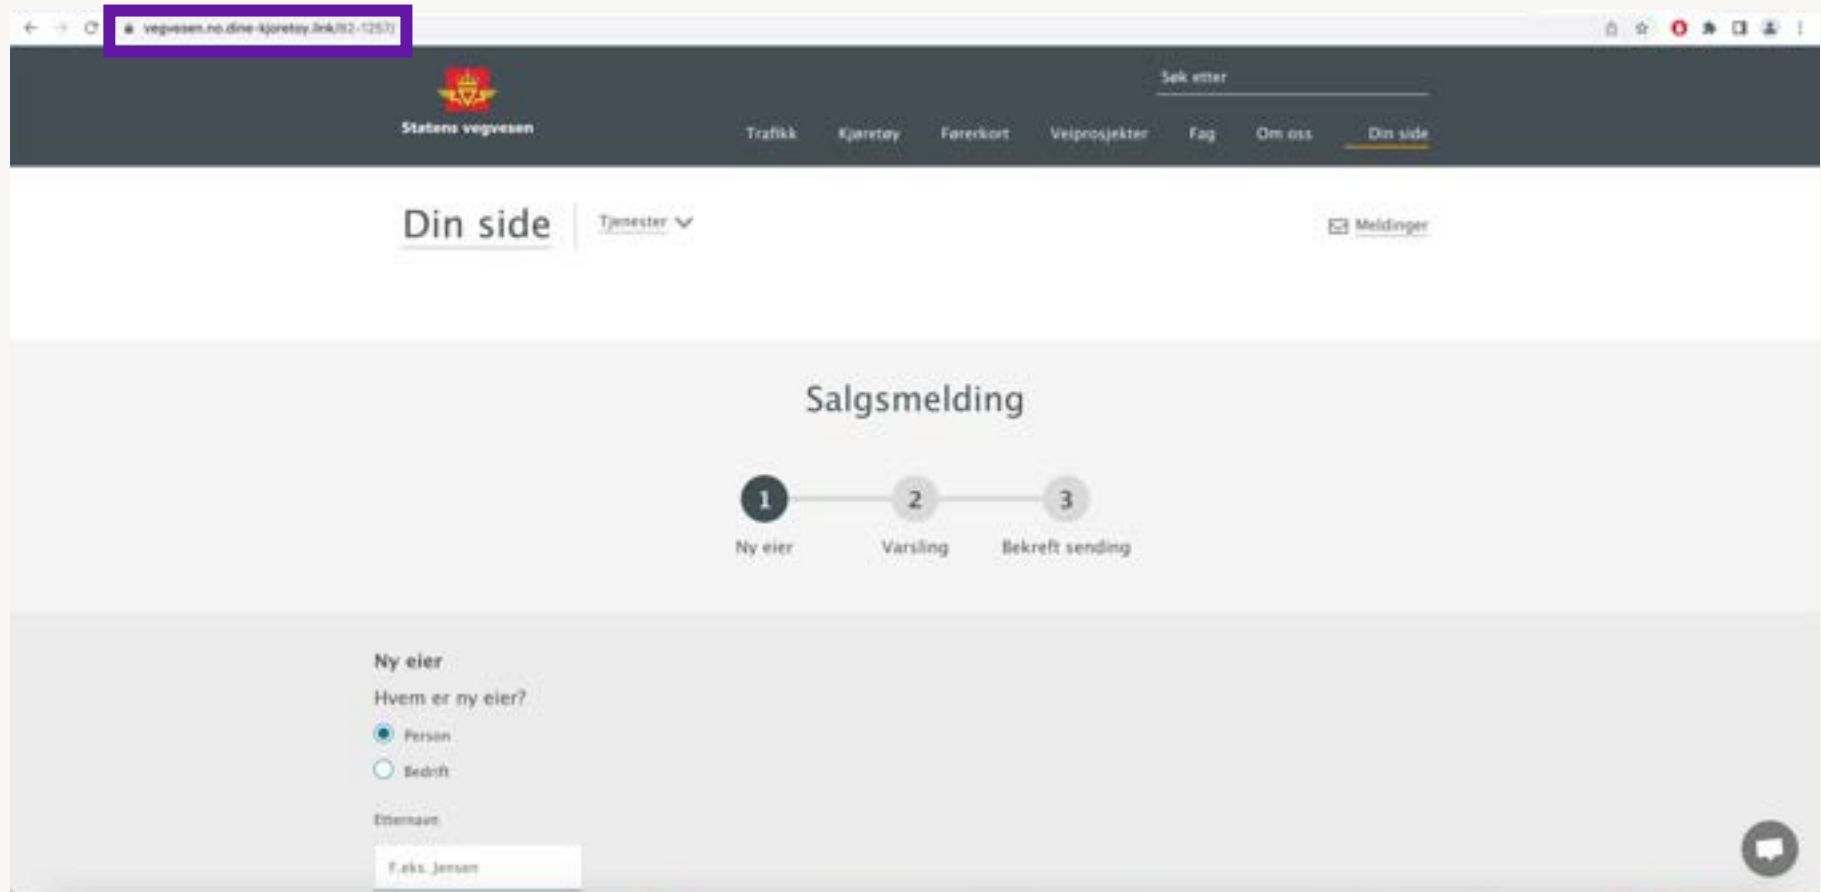 vegvesen.no.dine-kjoretoy.link/82-1257/
Søk etter
Statens vegvesen
Trafikk Kjøretøy Førerkort Veiprosjekter Fag Om oss Din side
Din side Tjenester Meldinger
Salgsmelding
1 2 3
Ny eier Varsling Bekreft sending
Ny eier
Hvem er ny eier?
Person
Bedrift
Etternavn
F.eks. Jensen